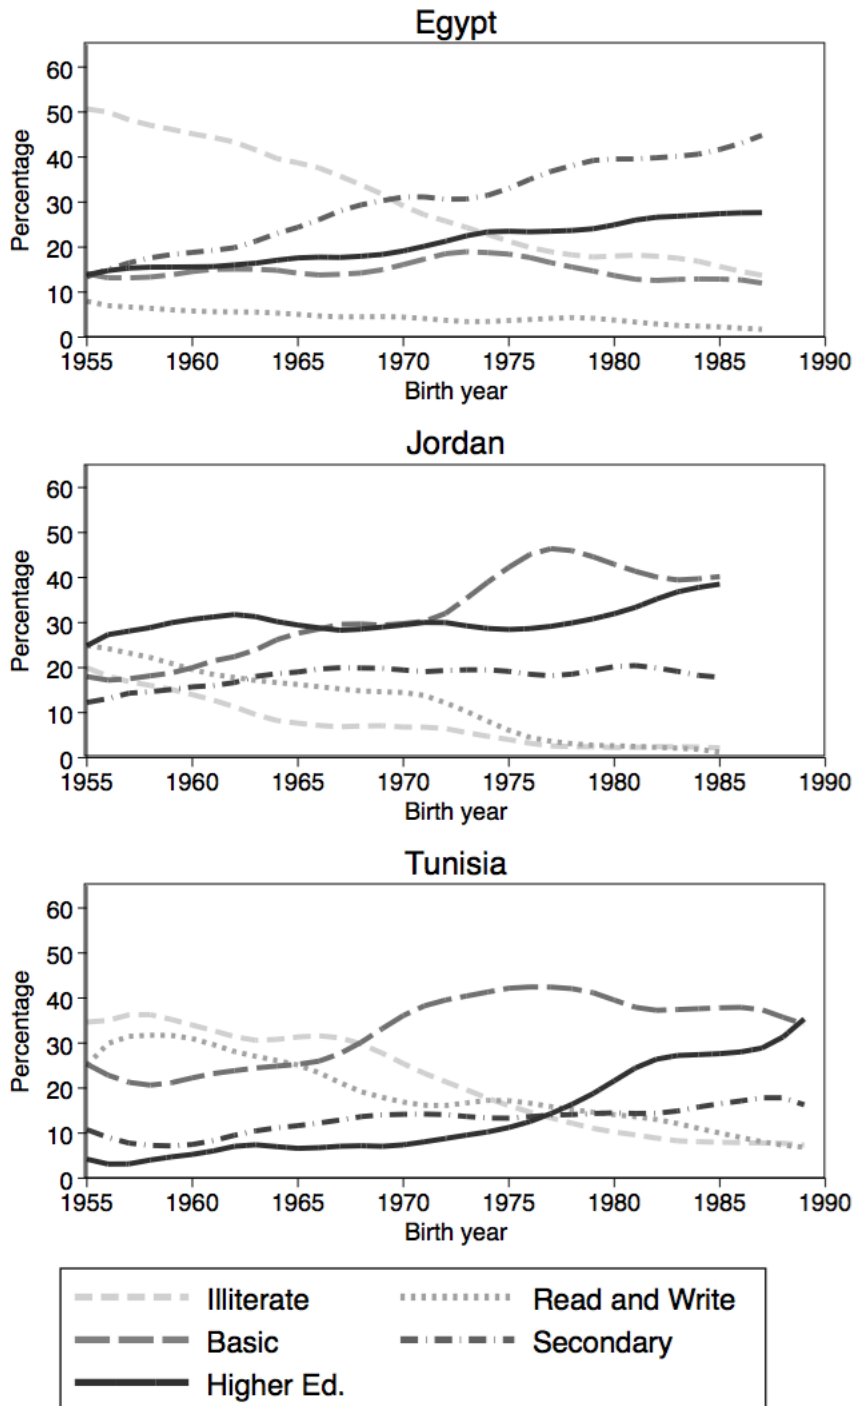 Egypt
Percentage
60
50
40
30
20
10
0
1955 1960 1965 1970 1975 1980 1985 1990
Birth year
Jordan
Percentage
60
50
40
30
20
10
0
1955 1960 1965 1970 1975 1980 1985 1990
Birth year
Tunisia
Percentage
60
50
40
30
20
10
0
1955 1960 1965 1970 1975 1980 1985 1990
Birth year
Illiterate Read and Write
Basic Secondary
Higher Ed.